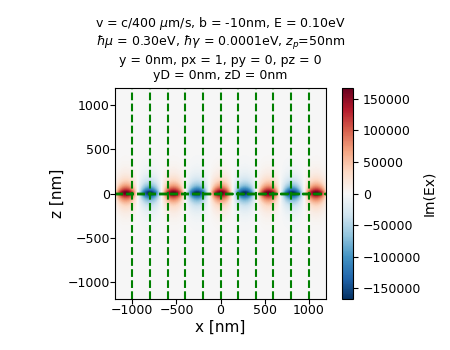 v = c/400 μm/s, b = -10nm, E = 0.10eV
ℏμ = 0.30eV, ℏγ = 0.0001eV, zₚ=50nm
y = 0nm, px = 1, py = 0, pz = 0
yD = 0nm, zD = 0nm
1000
500
0
−500
−1000
z [nm]
−1000 −500 0 500 1000
x [nm]
150000
100000
50000
0
−50000
−100000
−150000
Im(Ex)